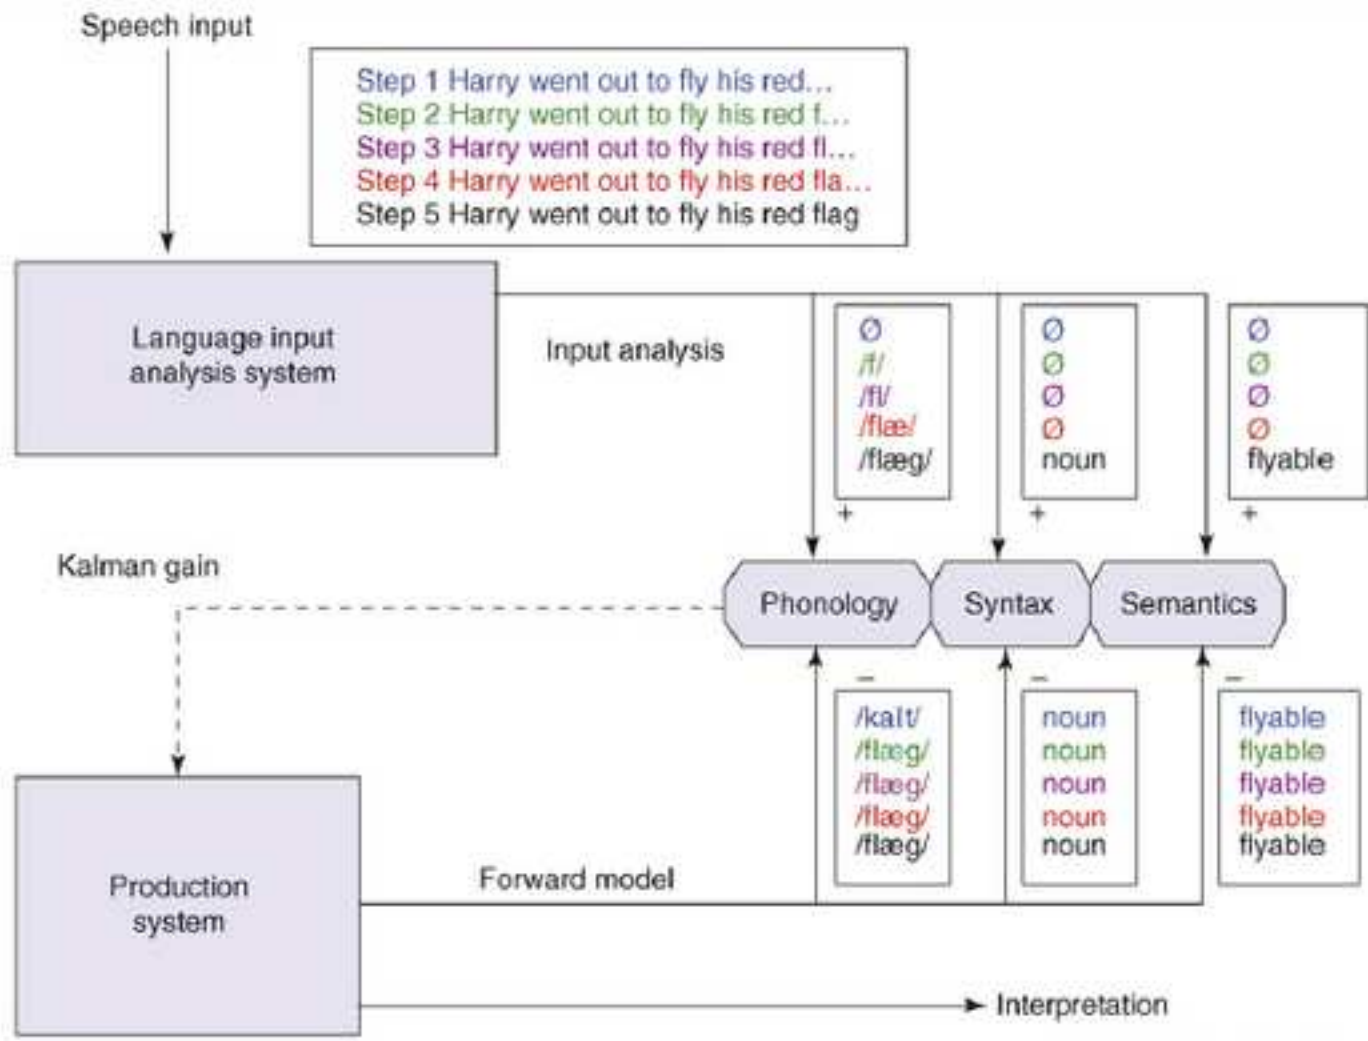 Speech input
Step 1 Harry went out to fly his red...
Step 2 Harry went out to fly his red f...
Step 3 Harry went out to fly his red fl...
Step 4 Harry went out to fly his red fla...
Step 5 Harry went out to fly his red flag
Language input
analysis system
Input analysis
Ø
/f/
/fl/
/flæ/
/flæg/
+
Ø
Ø
Ø
Ø
noun
+
Ø
Ø
Ø
Ø
flyable
+
Kalman gain
Phonology
Syntax
Semantics
–
/kaIt/
/flæg/
/flæg/
/flæg/
/flæg/
–
noun
noun
noun
noun
noun
–
flyable
flyable
flyable
flyable
flyable
Production
system
Forward model
Interpretation